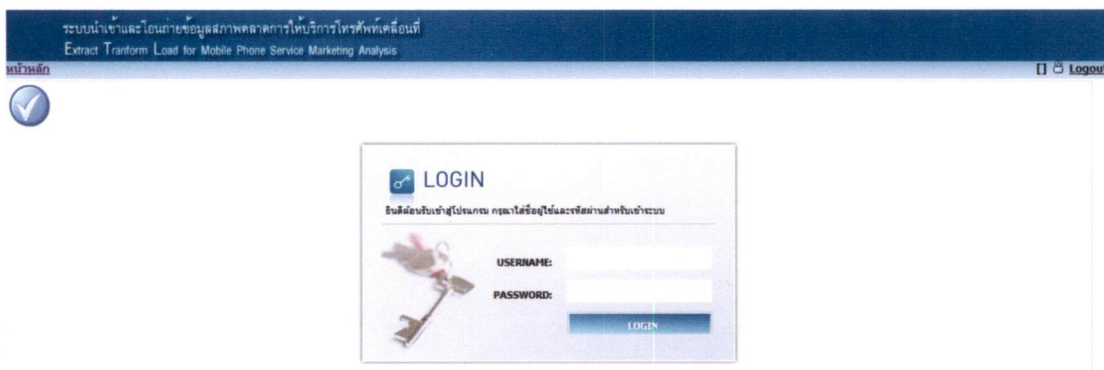 ระบบนำเข้าและโอนถ่ายข้อมูลสภาพตลาดการให้บริการโทรศัพท์เคลื่อนที่
Extract Tranform Load for Mobile Phone Service Marketing Analysis
หน้าหลัก
[] Logout
LOGIN
ยินดีต้อนรับเข้าสู่โปรแกรม กรุณาใส่ชื่อผู้ใช้และรหัสผ่านสำหรับเข้าระบบ
USERNAME:
PASSWORD:
LOGIN